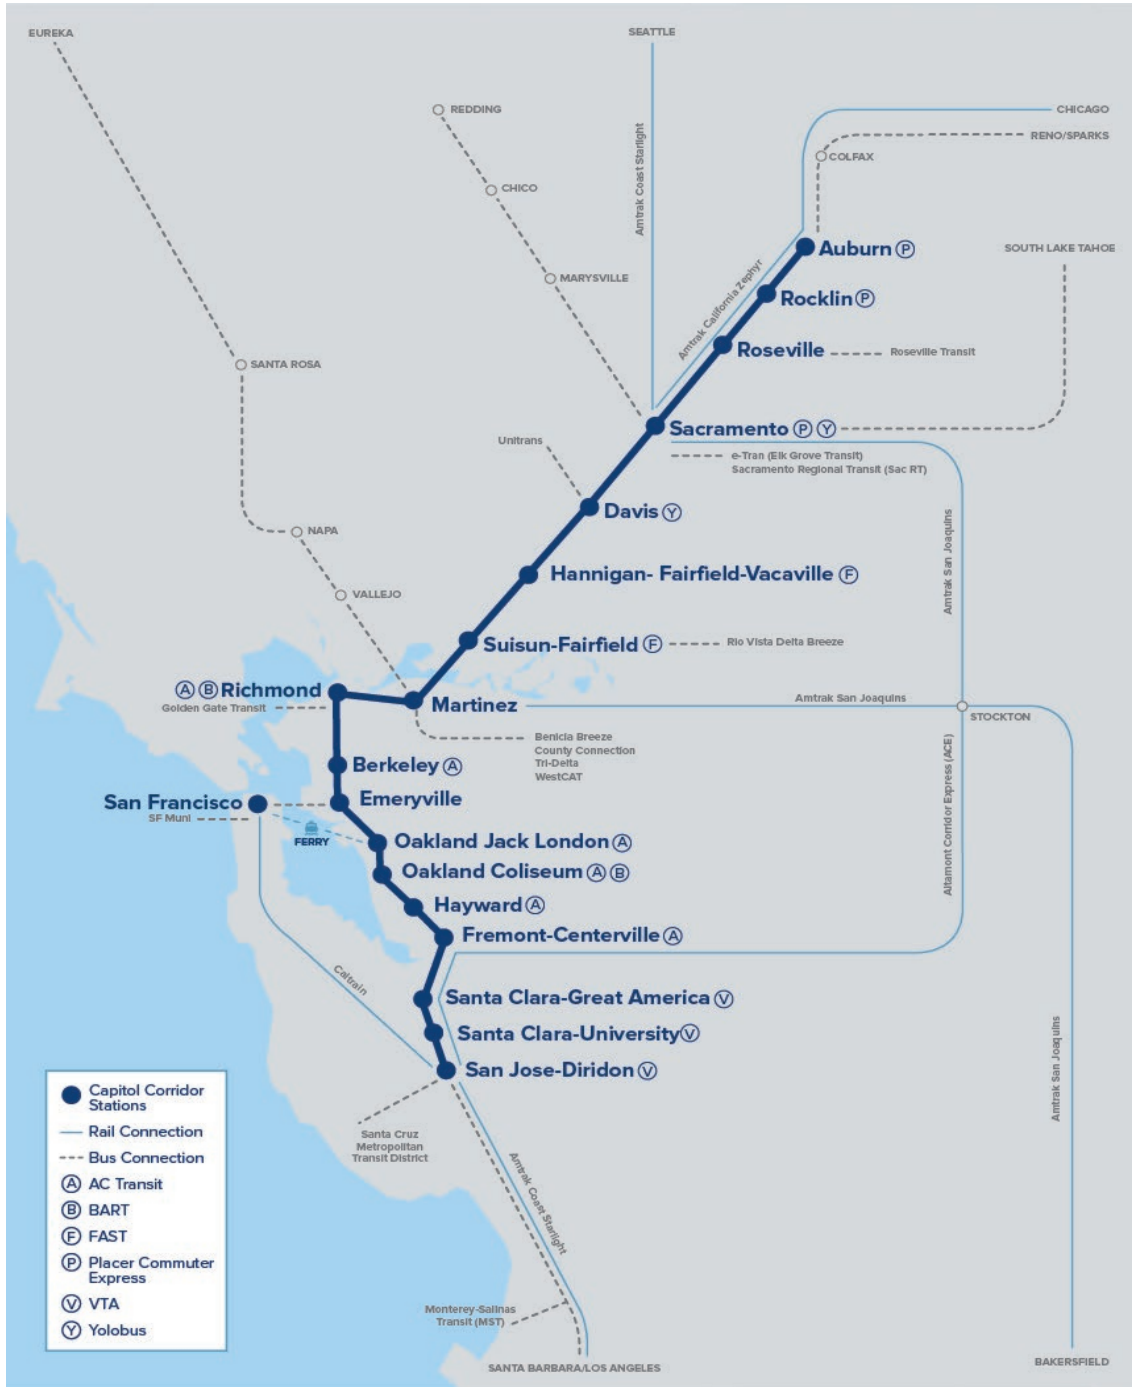 EUREKA
SEATTLE
REDDING
CHICAGO
RENO/SPARKS
COLFAX
Amtrak Coast Starlight
CHICO
Auburn P
SOUTH LAKE TAHOE
MARYSVILLE
Amtrak California Zephyr
Rocklin P
Roseville
Roseville Transit
SANTA ROSA
Sacramento P Y
Unitrans
e-Tran (Elk Grove Transit)
Sacramento Regional Transit (Sac RT)
Davis Y
NAPA
Amtrak San Joaquins
Hannigan- Fairfield-Vacaville F
VALLEJO
Suisun-Fairfield F
Rio Vista Delta Breeze
A B Richmond
Golden Gate Transit
Martinez
Amtrak San Joaquins
STOCKTON
Benicia Breeze
County Connection
Tri-Delta
WestCAT
Berkeley A
San Francisco
SF Muni
Emeryville
FERRY
Oakland Jack London A
Altamont Corridor Express (ACE)
Oakland Coliseum A B
Hayward A
Fremont-Centerville A
Caltrain
Santa Clara-Great America V
Santa Clara-University V
San Jose-Diridon V
Amtrak San Joaquins
Santa Cruz
Metropolitan
Transit District
Amtrak Coast Starlight
Monterey-Salinas
Transit (MST)
SANTA BARBARA/LOS ANGELES
BAKERSFIELD
Capitol Corridor
Stations
Rail Connection
Bus Connection
A AC Transit
B BART
F FAST
P Placer Commuter
Express
V VTA
Y Yolobus